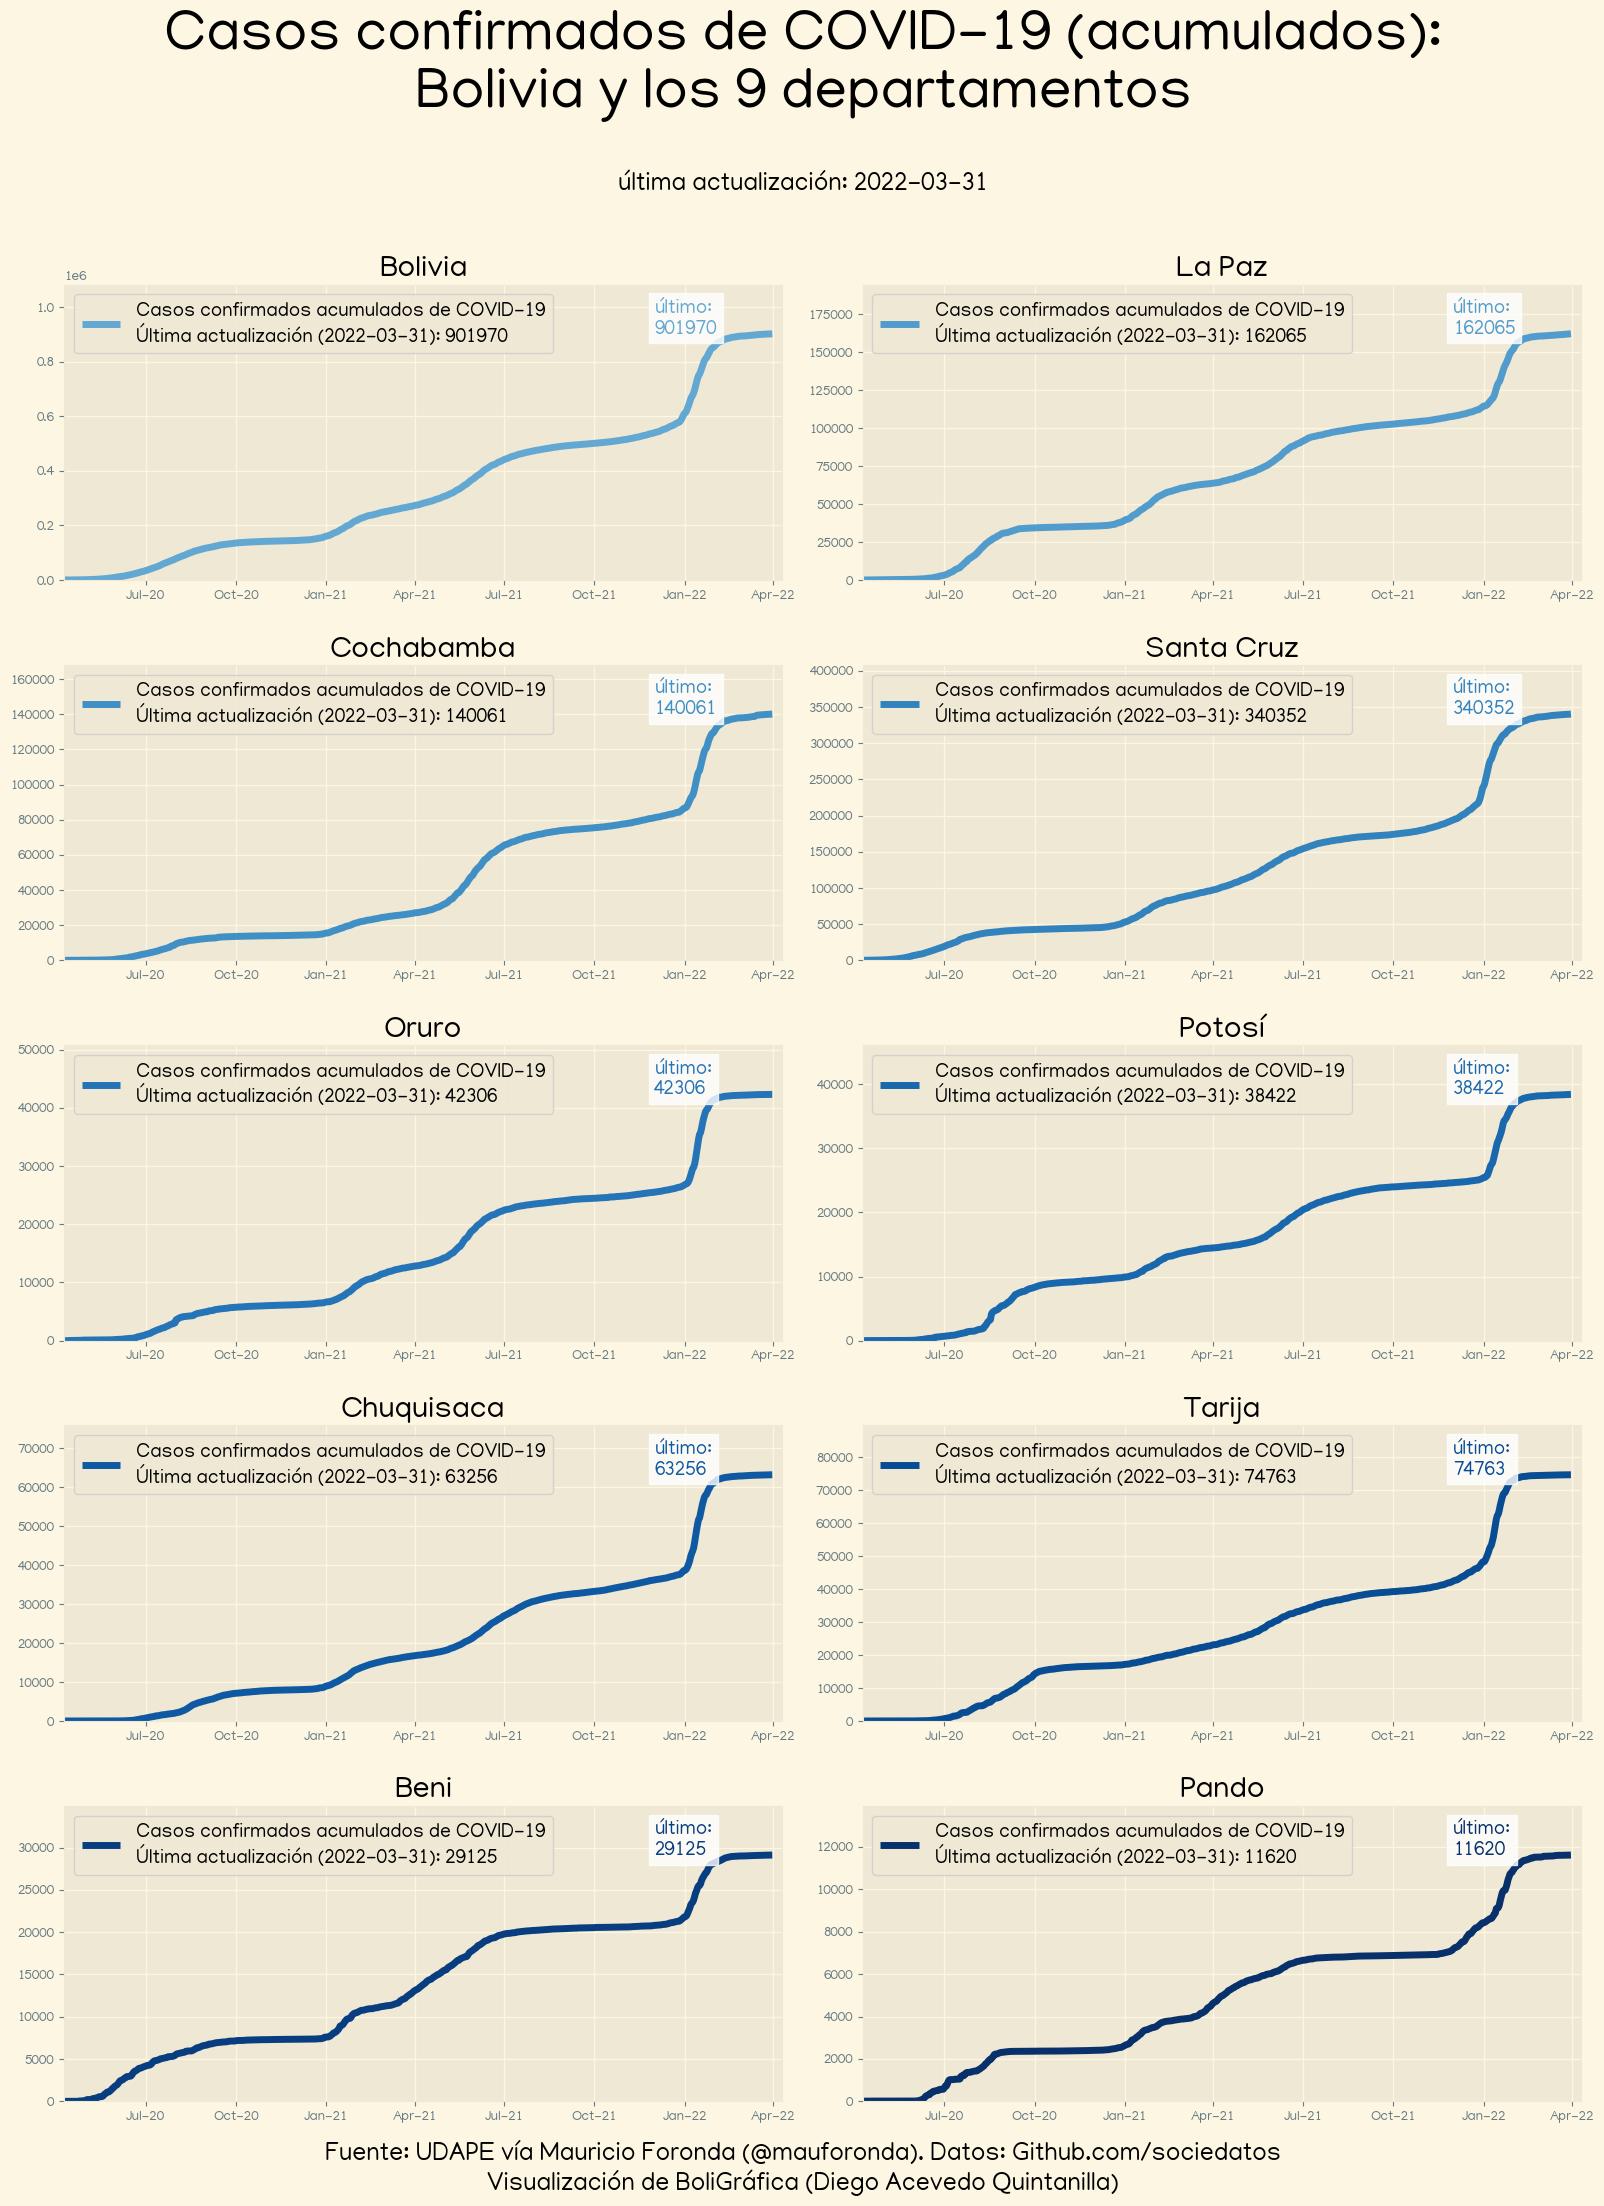 Casos confirmados de COVID-19 (acumulados):
Bolivia y los 9 departamentos
última actualización: 2022-03-31
Bolivia
1e6
Casos confirmados acumulados de COVID-19
Última actualización (2022-03-31): 901970
último:
901970
1.0
0.8
0.6
0.4
0.2
0.0
Jul-20 Oct-20 Jan-21 Apr-21 Jul-21 Oct-21 Jan-22 Apr-22
La Paz
Casos confirmados acumulados de COVID-19
Última actualización (2022-03-31): 162065
último:
162065
175000
150000
125000
100000
75000
50000
25000
0
Jul-20 Oct-20 Jan-21 Apr-21 Jul-21 Oct-21 Jan-22 Apr-22
Cochabamba
Casos confirmados acumulados de COVID-19
Última actualización (2022-03-31): 140061
último:
140061
160000
140000
120000
100000
80000
60000
40000
20000
0
Jul-20 Oct-20 Jan-21 Apr-21 Jul-21 Oct-21 Jan-22 Apr-22
Santa Cruz
Casos confirmados acumulados de COVID-19
Última actualización (2022-03-31): 340352
último:
340352
400000
350000
300000
250000
200000
150000
100000
50000
0
Jul-20 Oct-20 Jan-21 Apr-21 Jul-21 Oct-21 Jan-22 Apr-22
Oruro
Casos confirmados acumulados de COVID-19
Última actualización (2022-03-31): 42306
último:
42306
50000
40000
30000
20000
10000
0
Jul-20 Oct-20 Jan-21 Apr-21 Jul-21 Oct-21 Jan-22 Apr-22
Potosí
Casos confirmados acumulados de COVID-19
Última actualización (2022-03-31): 38422
último:
38422
40000
30000
20000
10000
0
Jul-20 Oct-20 Jan-21 Apr-21 Jul-21 Oct-21 Jan-22 Apr-22
Chuquisaca
Casos confirmados acumulados de COVID-19
Última actualización (2022-03-31): 63256
último:
63256
70000
60000
50000
40000
30000
20000
10000
0
Jul-20 Oct-20 Jan-21 Apr-21 Jul-21 Oct-21 Jan-22 Apr-22
Tarija
Casos confirmados acumulados de COVID-19
Última actualización (2022-03-31): 74763
último:
74763
80000
70000
60000
50000
40000
30000
20000
10000
0
Jul-20 Oct-20 Jan-21 Apr-21 Jul-21 Oct-21 Jan-22 Apr-22
Beni
Casos confirmados acumulados de COVID-19
Última actualización (2022-03-31): 29125
último:
29125
30000
25000
20000
15000
10000
5000
0
Jul-20 Oct-20 Jan-21 Apr-21 Jul-21 Oct-21 Jan-22 Apr-22
Pando
Casos confirmados acumulados de COVID-19
Última actualización (2022-03-31): 11620
último:
11620
12000
10000
8000
6000
4000
2000
0
Jul-20 Oct-20 Jan-21 Apr-21 Jul-21 Oct-21 Jan-22 Apr-22
Fuente: UDAPE vía Mauricio Foronda (@mauforonda). Datos: Github.com/sociedatos
Visualización de BoliGráfica (Diego Acevedo Quintanilla)